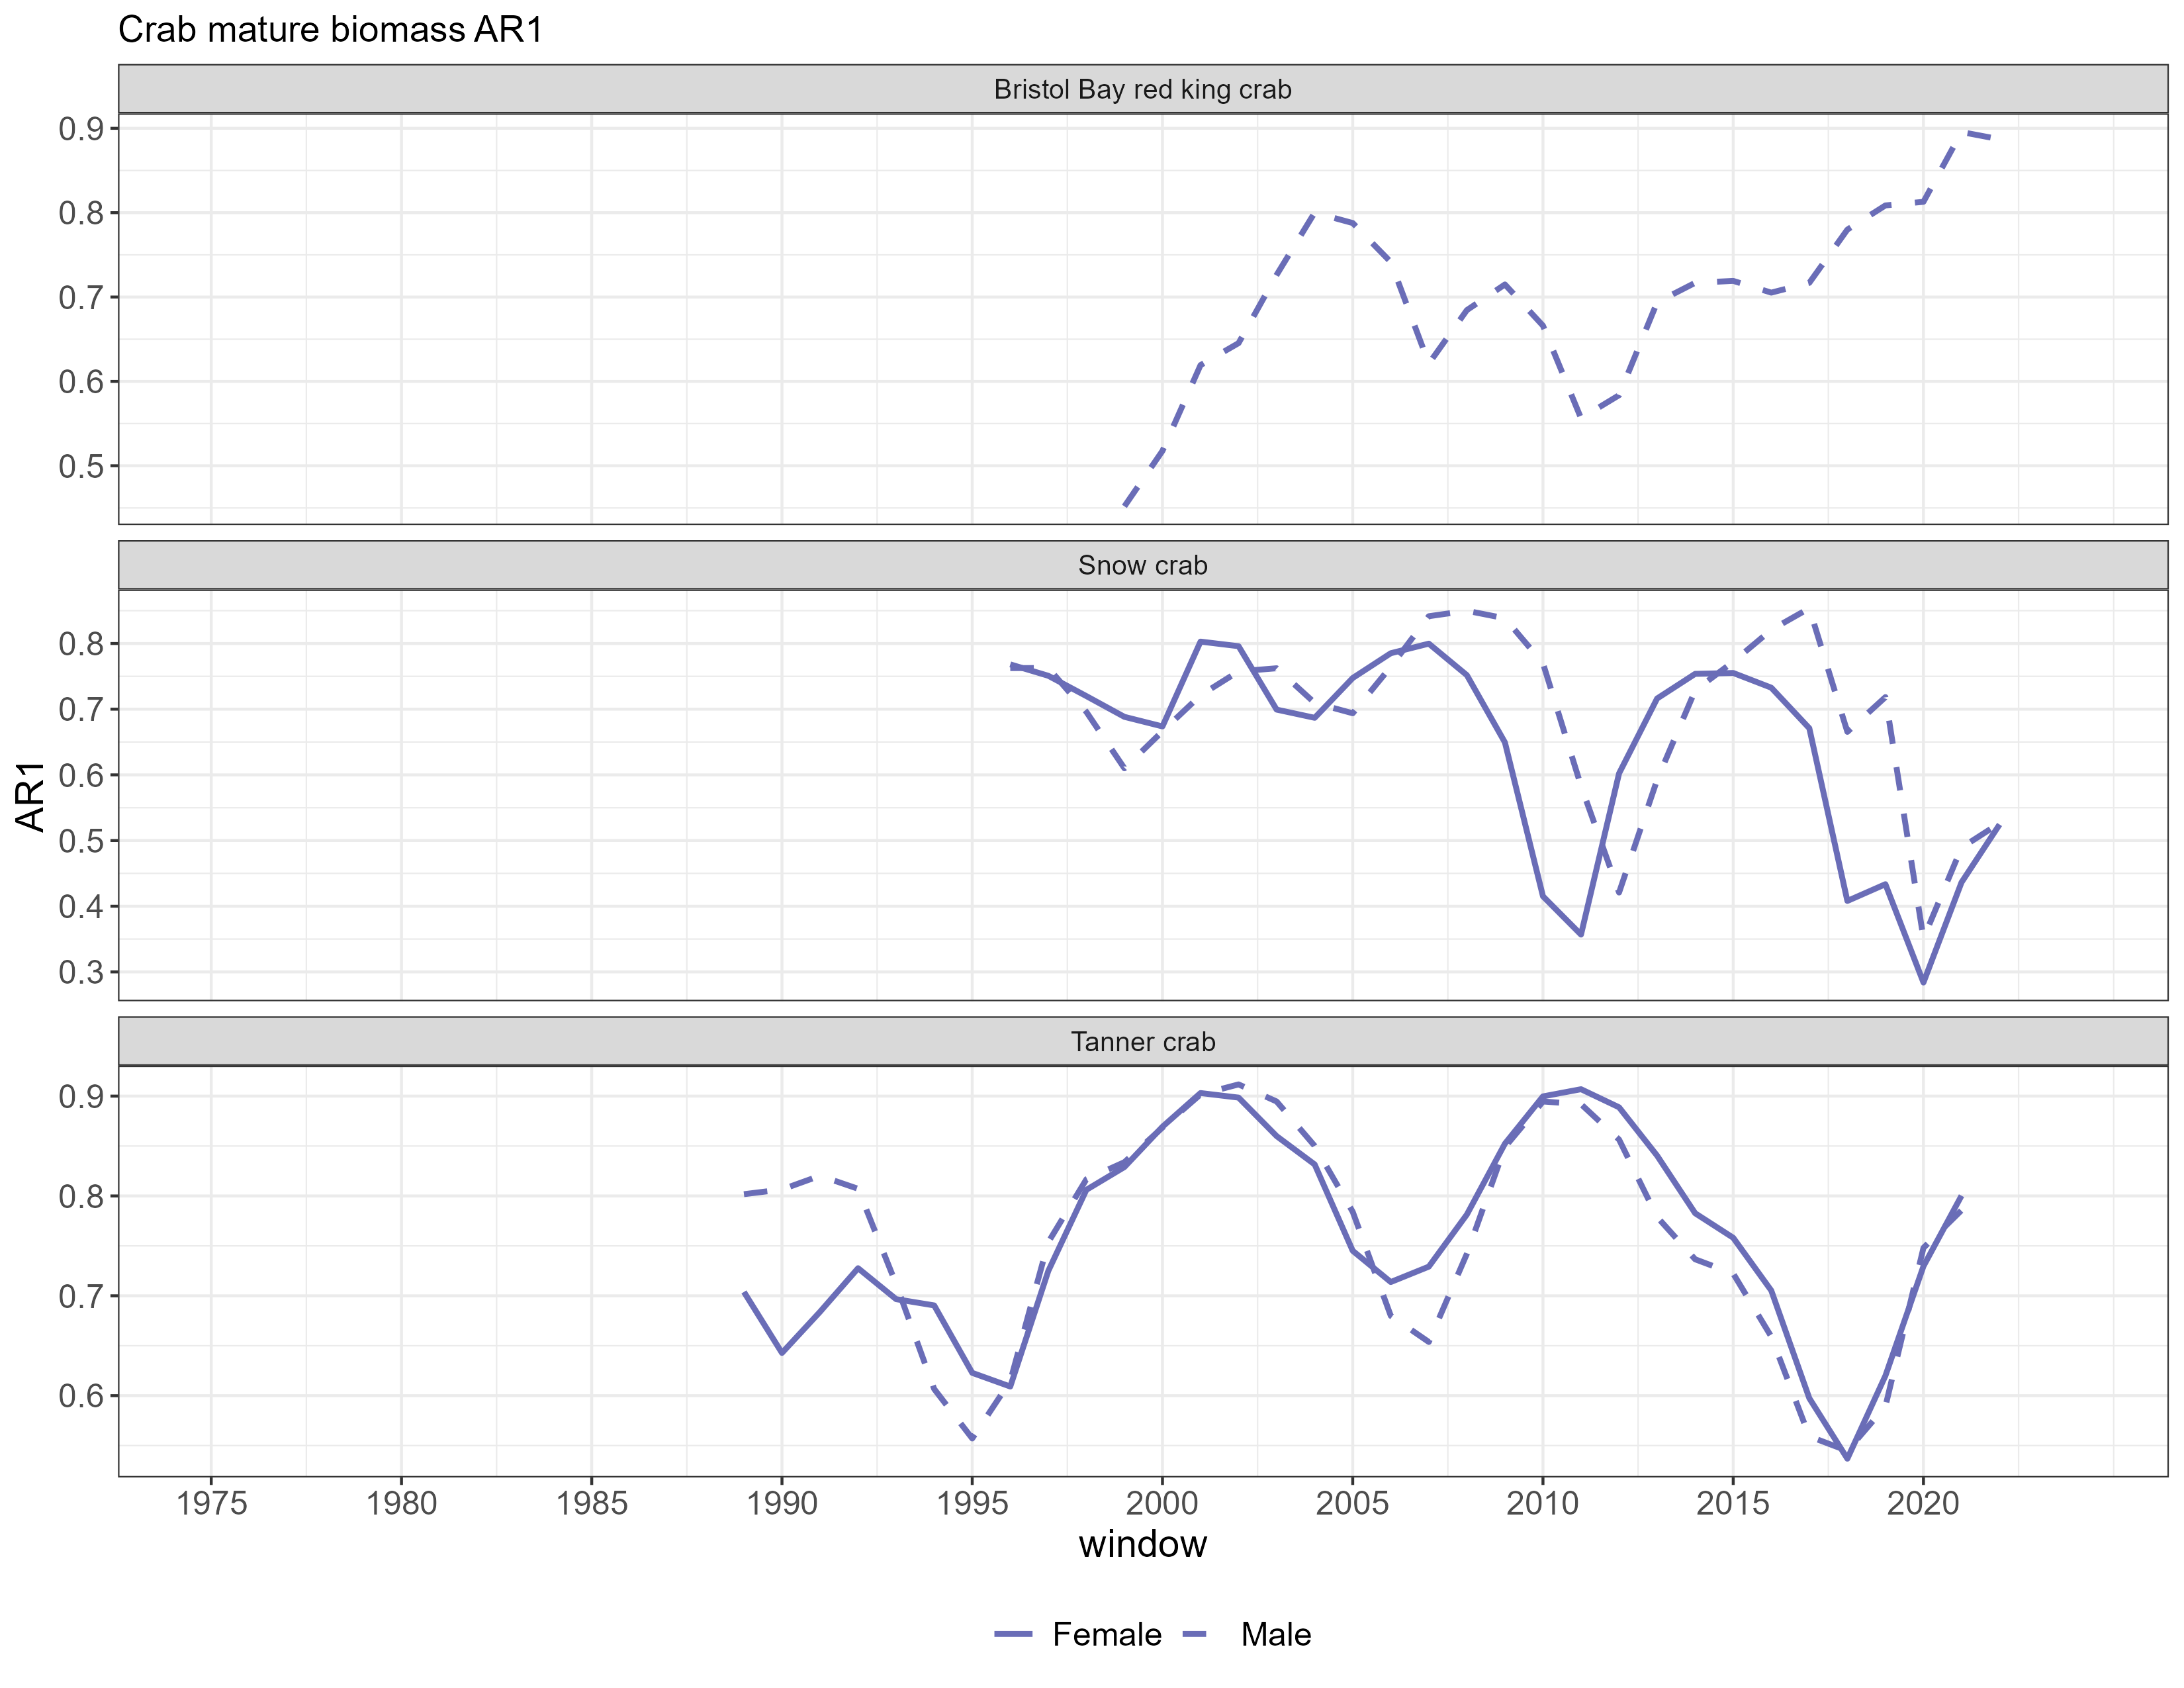 Crab mature biomass AR1
Bristol Bay red king crab
0.9
0.8
0.7
0.6
0.5
Snow crab
0.8
0.7
0.6
0.5
0.4
0.3
AR1
Tanner crab
0.9
0.8
0.7
0.6
1975 1980 1985 1990 1995 2000 2005 2010 2015 2020
window
Female Male